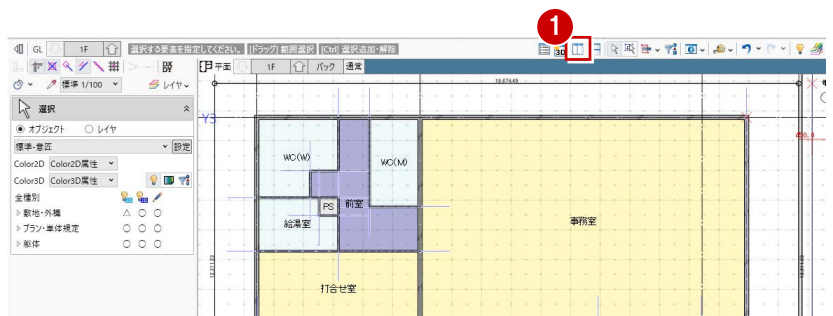 1
GL 1F 選択する要素を指定してください。 [ドラッグ] 範囲選択 [Ctrl] 選択追加・解除
3D
平面 1F バック 通常
標準 1/100 レイヤ
19,674.49
選択
オブジェクト レイヤ
標準-意匠 設定
Color2D Color2D属性
Color3D Color3D属性
全種別
敷地・外構 △ ○ ○
プラン・単体規定 ○ ○ ○
躯体 ○ ○ ○
Y3
WC(W)
WC(M)
PS
前室
給湯室
事務室
打合せ室